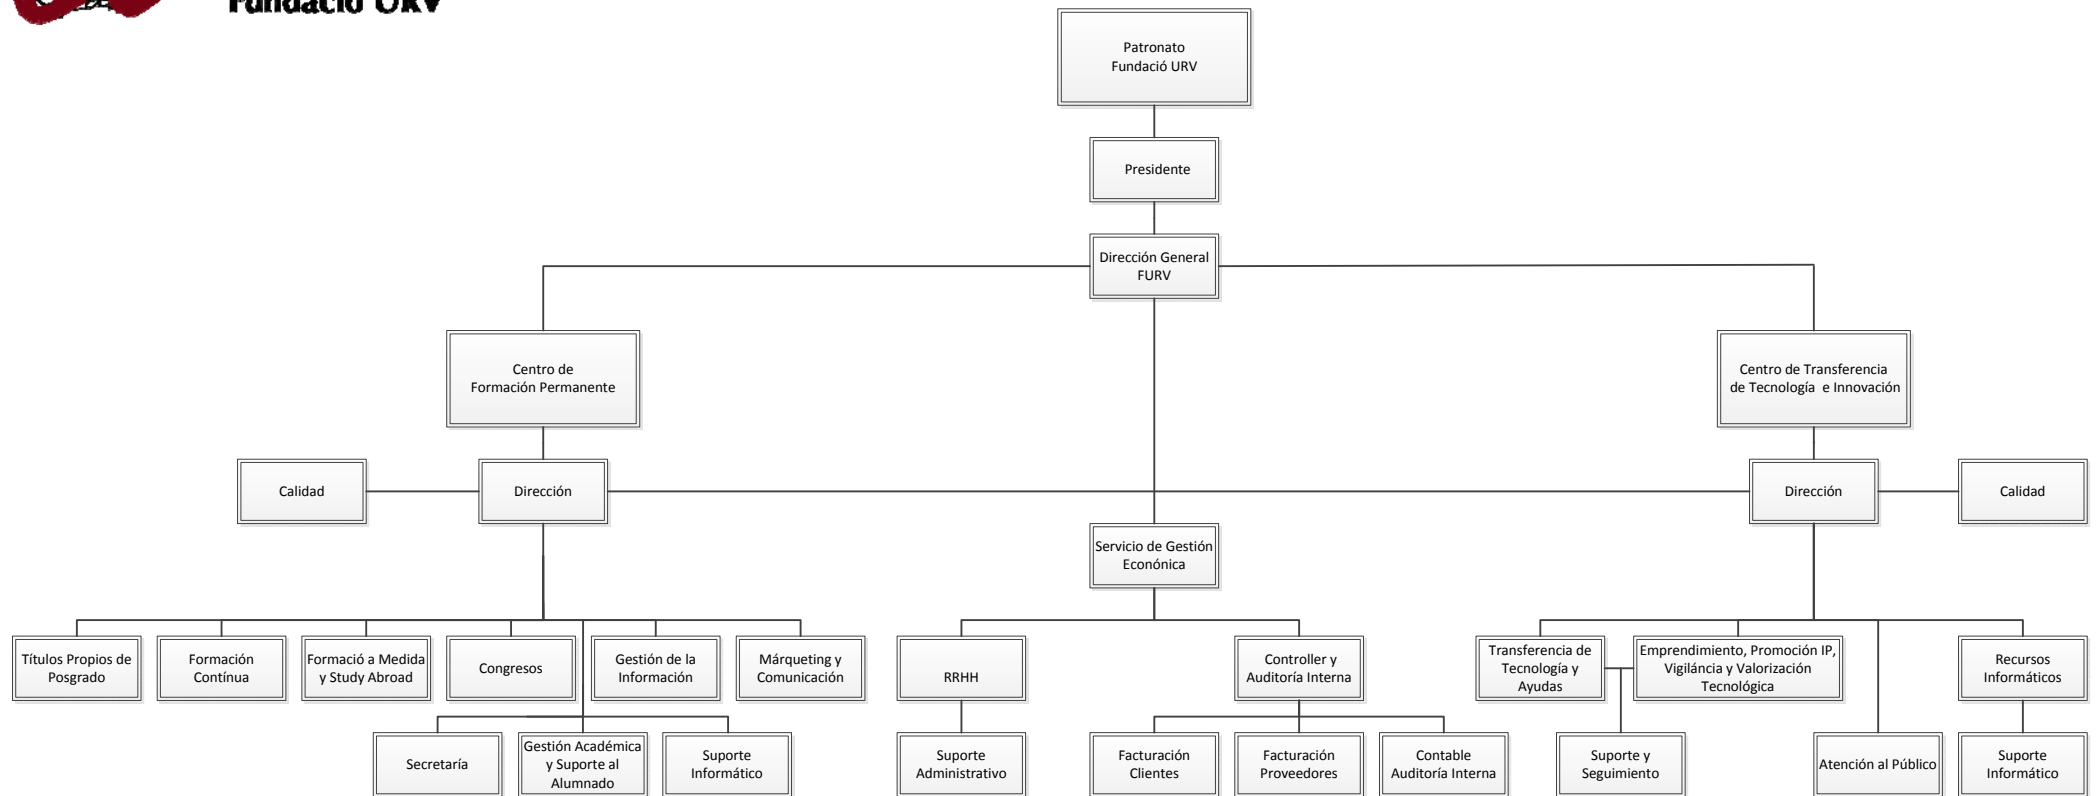 Fundació URV
Patronato
Fundació URV
Presidente
Dirección General
FURV
Centro de
Formación Permanente
Centro de Transferencia
de Tecnología e Innovación
Calidad
Dirección
Dirección
Calidad
Servicio de Gestión
Económica
Títulos Propios de
Posgrado
Formación
Contínua
Formació a Medida
y Study Abroad
Congresos
Gestión de la
Información
Márqueting y
Comunicación
RRHH
Controller y
Auditoría Interna
Transferencia de
Tecnología y
Ayudas
Emprendimiento, Promoción IP,
Vigiláncia y Valorización
Tecnológica
Recursos
Informáticos
Secretaría
Gestión Académica
y Suporte al
Alumnado
Suporte
Informático
Suporte
Administrativo
Facturación
Clientes
Facturación
Proveedores
Contable
Auditoría Interna
Suporte y
Seguimiento
Atención al Público
Suporte
Informático